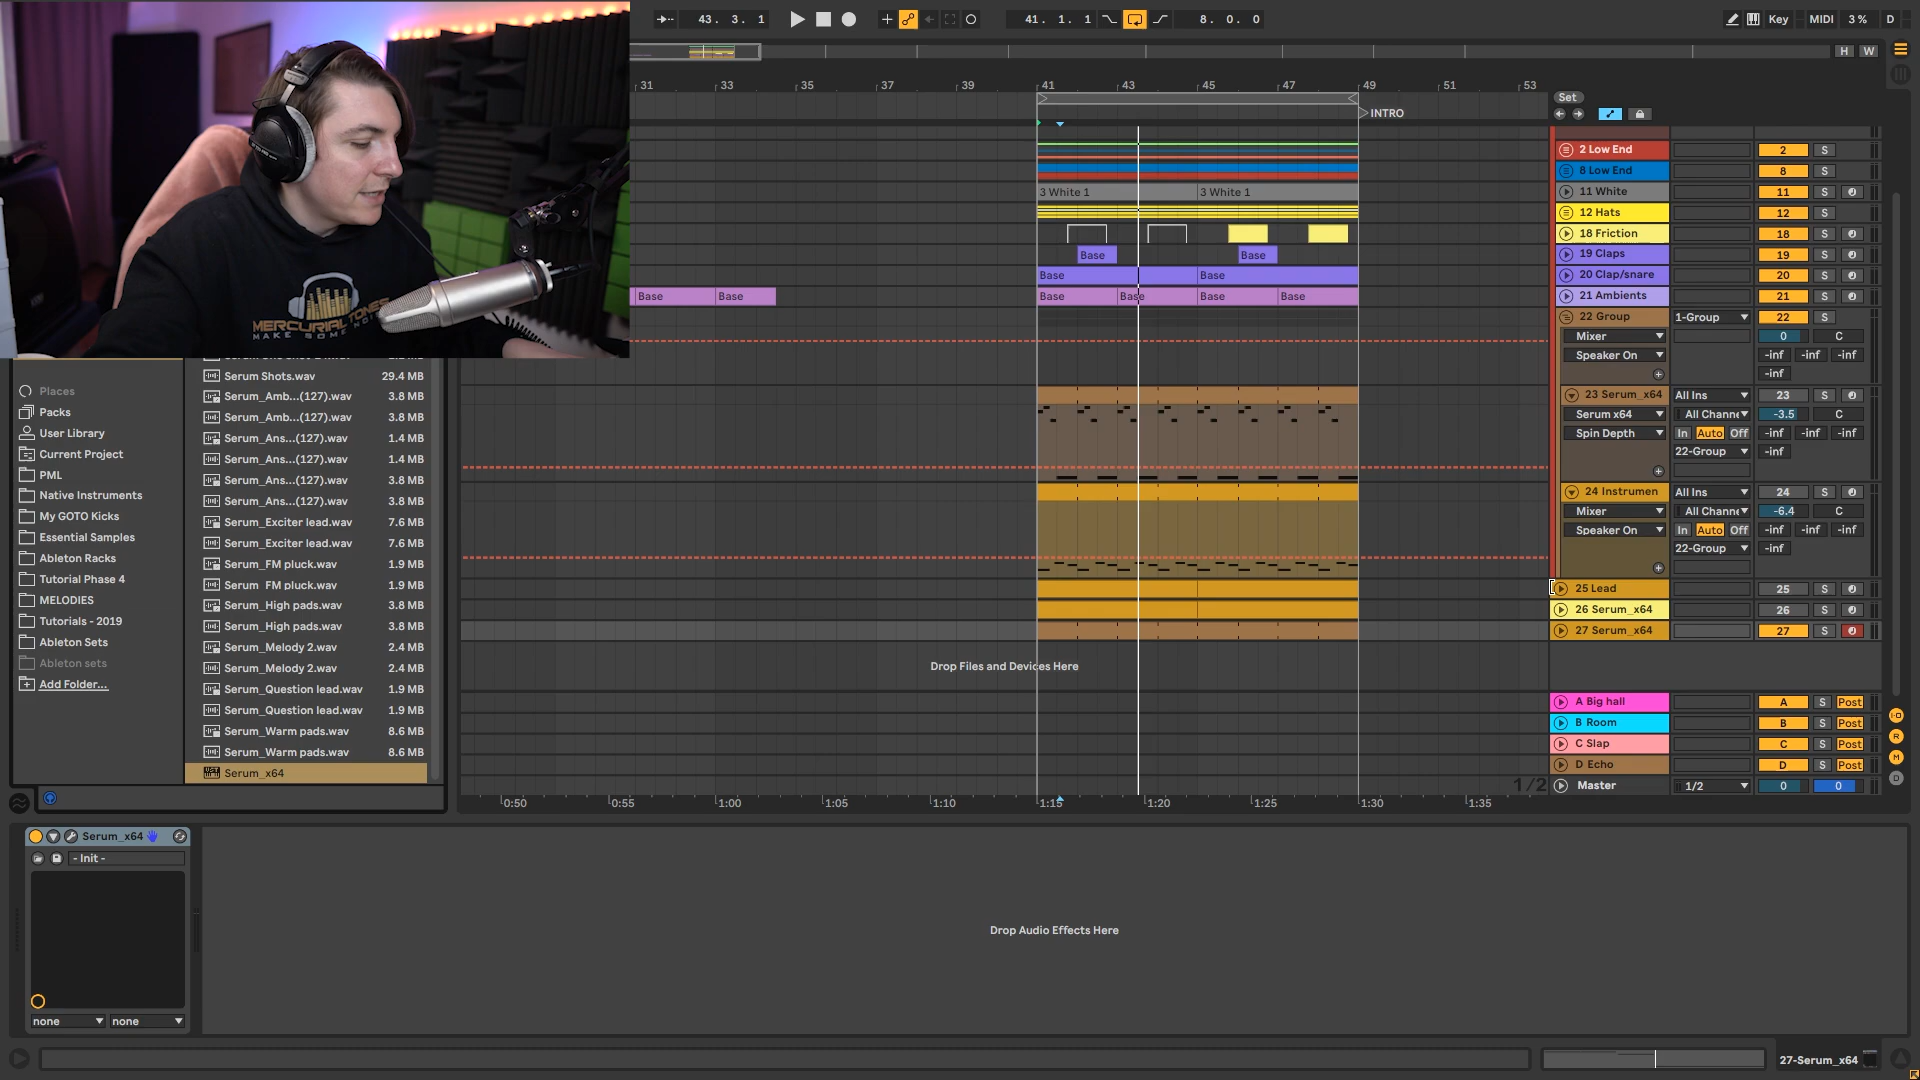 43. 3. 1
41. 1. 1
8. 0. 0
Key
MIDI
3 %
D
H
W
31
33
35
37
39
41
43
45
47
49
51
53
Set
INTRO
MERCURIAL TONES
MAKE SOME NOISE
2 Low End
2
S
8 Low End
8
S
3 White 1
3 White 1
11 White
11
S
12 Hats
12
S
18 Friction
18
S
Base
Base
19 Claps
19
S
Base
Base
20 Clap/snare
20
S
Base
Base
Base
Base
Base
Base
21 Ambients
21
S
22 Group
1-Group
22
S
Mixer
0
C
Speaker On
-inf
-inf
-inf
-inf
23 Serum_x64
All Ins
23
S
Serum x64
All Channe
-3.5
C
Spin Depth
In
Auto
Off
-inf
-inf
-inf
22-Group
-inf
24 Instrumen
All Ins
24
S
Mixer
All Channe
-6.4
C
Speaker On
In
Auto
Off
-inf
-inf
-inf
22-Group
-inf
25 Lead
25
S
26 Serum_x64
26
S
27 Serum_x64
27
S
Drop Files and Devices Here
A Big hall
A
S
Post
B Room
B
S
Post
C Slap
C
S
Post
D Echo
D
S
Post
1/2
Master
1/2
0
0
0:50
0:55
1:00
1:05
1:10
1:15
1:20
1:25
1:30
1:35
Places
Packs
User Library
Current Project
PML
Native Instruments
My GOTO Kicks
Essential Samples
Ableton Racks
Tutorial Phase 4
MELODIES
Tutorials - 2019
Ableton Sets
Ableton sets
Add Folder...
Serum Shots.wav 29.4 MB
Serum_Amb...(127).wav 3.8 MB
Serum_Amb...(127).wav 3.8 MB
Serum_Ans...(127).wav 1.4 MB
Serum_Ans...(127).wav 1.4 MB
Serum_Ans...(127).wav 3.8 MB
Serum_Ans...(127).wav 3.8 MB
Serum_Exciter lead.wav 7.6 MB
Serum_Exciter lead.wav 7.6 MB
Serum_FM pluck.wav 1.9 MB
Serum_FM pluck.wav 1.9 MB
Serum_High pads.wav 3.8 MB
Serum_High pads.wav 3.8 MB
Serum_Melody 2.wav 2.4 MB
Serum_Melody 2.wav 2.4 MB
Serum_Question lead.wav 1.9 MB
Serum_Question lead.wav 1.9 MB
Serum_Warm pads.wav 8.6 MB
Serum_Warm pads.wav 8.6 MB
Serum_x64
I-O
R
M
D
Serum_x64
- Init -
none
none
Drop Audio Effects Here
27-Serum_x64